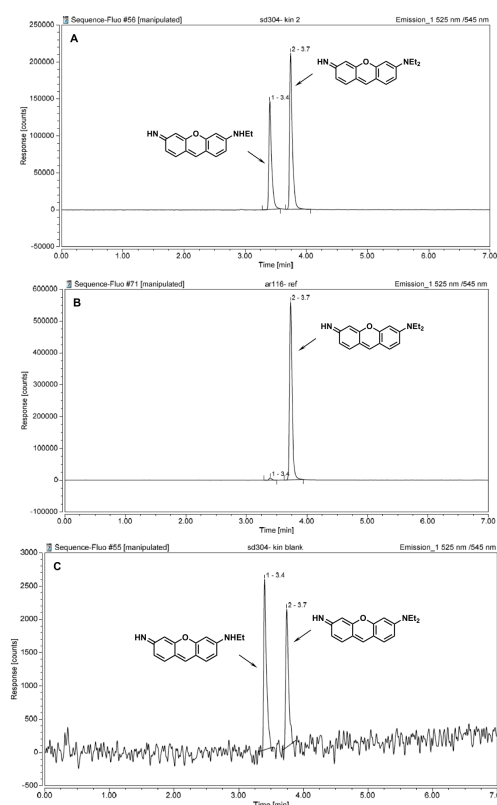 Sequence-Fluo #56 [manipulated] sd304- kin 2 Emission_1 525 nm /545 nm
250000
A
2 - 3.7
HN O NEt2
200000
1 - 3.4
150000
HN O NHEt
100000
50000
0
-50000
Response [counts]
0.00 1.00 2.00 3.00 4.00 5.00 6.00 7.00
Time [min]
Sequence-Fluo #71 [manipulated] ar116- ref Emission_1 525 nm /545 nm
600000
B
2 - 3.7
500000
HN O NEt2
400000
300000
200000
100000
1 - 3.4
0
-100000
Response [counts]
0.00 1.00 2.00 3.00 4.00 5.00 6.00 7.00
Time [min]
Sequence-Fluo #55 [manipulated] sd304- kin blank Emission_1 525 nm /545 nm
3000
C
1 - 3.4
2500
2 - 3.7
HN O NHEt
HN O NEt2
2000
1500
1000
500
0
-500
Response [counts]
0.00 1.00 2.00 3.00 4.00 5.00 6.00
Time [min]